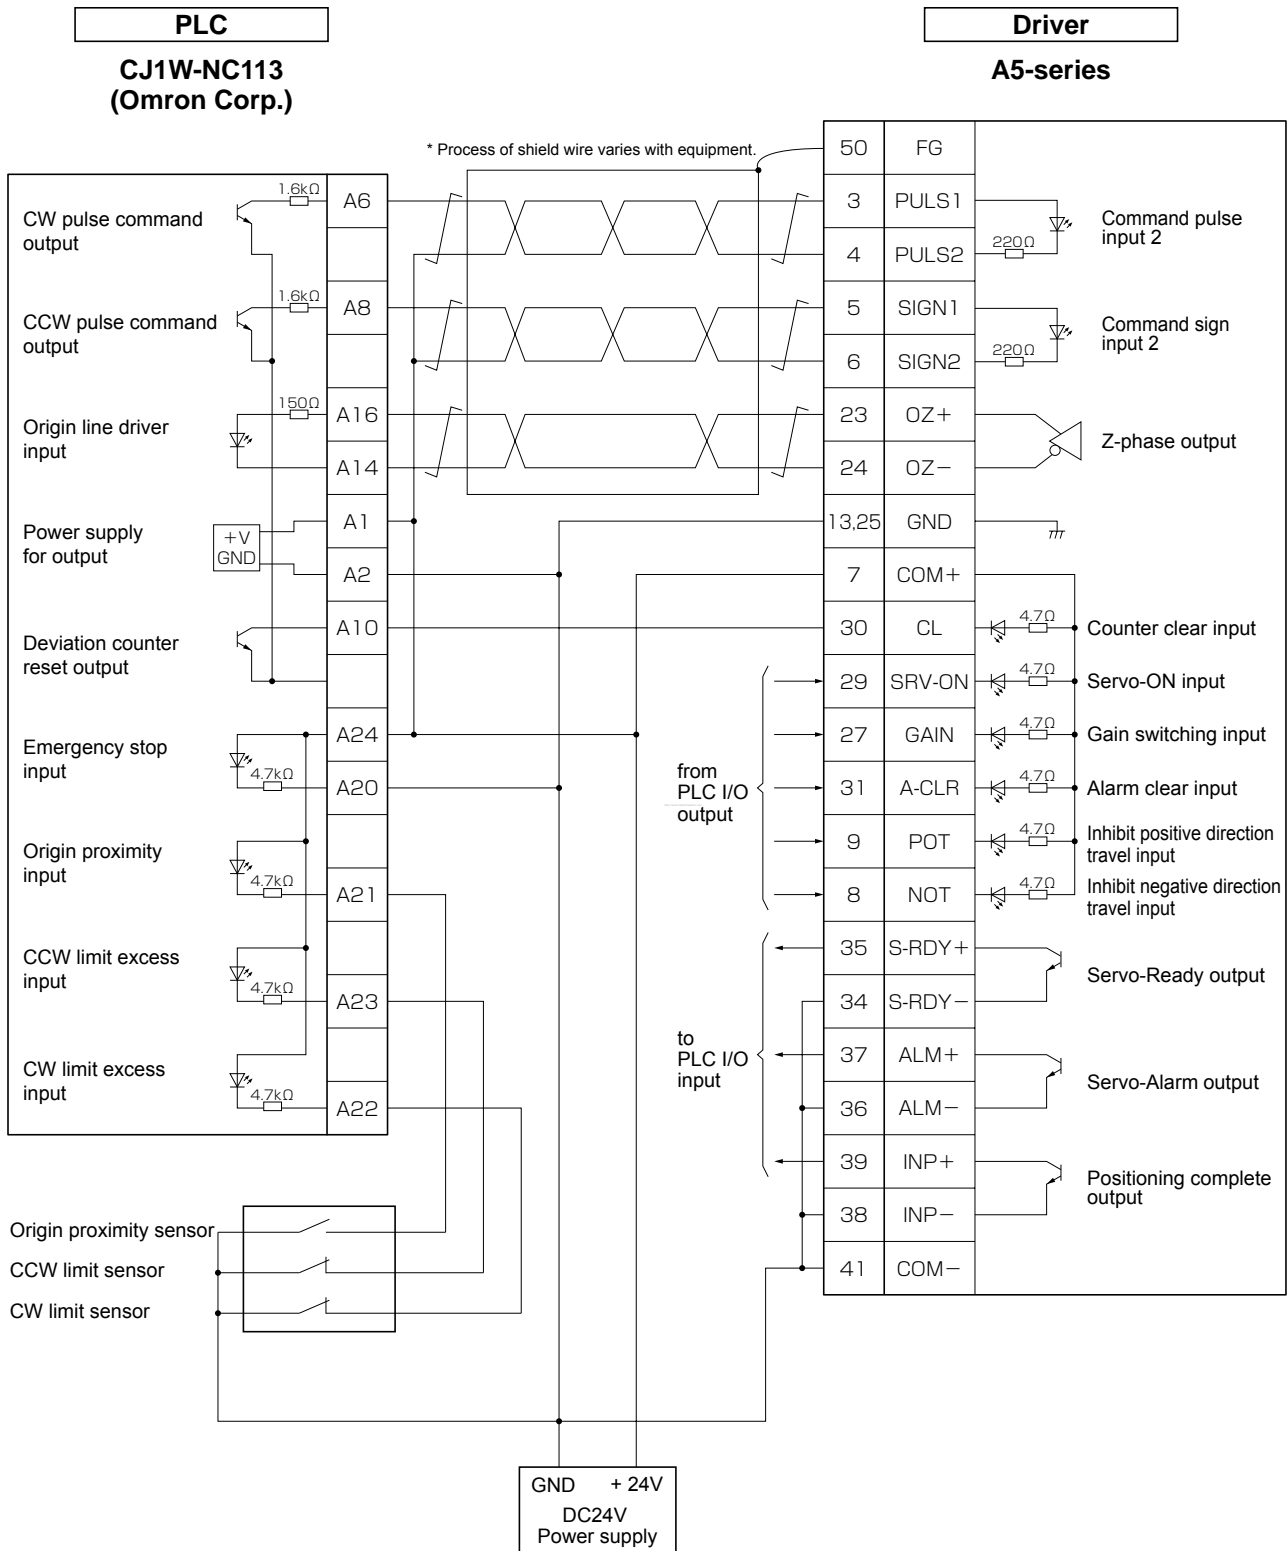 PLC
Driver
CJ1W-NC113
(Omron Corp.)
A5-series
* Process of shield wire varies with equipment.
CW pulse command
output
1.6kΩ
A6
CCW pulse command
output
1.6kΩ
A8
Origin line driver
input
150Ω
A16
A14
Power supply
for output
+V
GND
A1
A2
Deviation counter
reset output
A10
Emergency stop
input
4.7kΩ
A24
A20
Origin proximity
input
4.7kΩ
A21
CCW limit excess
input
4.7kΩ
A23
CW limit excess
input
4.7kΩ
A22
Origin proximity sensor
CCW limit sensor
CW limit sensor
GND + 24V
DC24V
Power supply
from
PLC I/O
output
to
PLC I/O
input
50 FG
3 PULS1
4 PULS2
220Ω
Command pulse
input 2
5 SIGN1
6 SIGN2
220Ω
Command sign
input 2
23 OZ+
24 OZ−
Z-phase output
13,25 GND
7 COM+
30 CL 4.7Ω Counter clear input
29 SRV-ON 4.7Ω Servo-ON input
27 GAIN 4.7Ω Gain switching input
31 A-CLR 4.7Ω Alarm clear input
9 POT 4.7Ω Inhibit positive direction
travel input
8 NOT 4.7Ω Inhibit negative direction
travel input
35 S-RDY+
34 S-RDY−
Servo-Ready output
37 ALM+
36 ALM−
Servo-Alarm output
39 INP+
38 INP−
Positioning complete
output
41 COM−